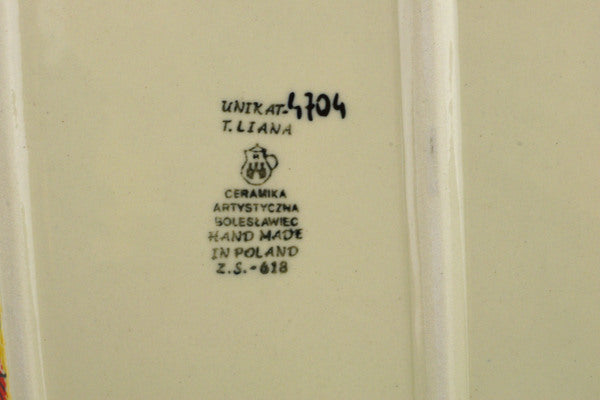 UNIKAT-4704
T. LIANA
CERAMIKA
ARTYSTYCZNA
BOLESŁAWIEC
HAND MADE
IN POLAND
Z.S.-618